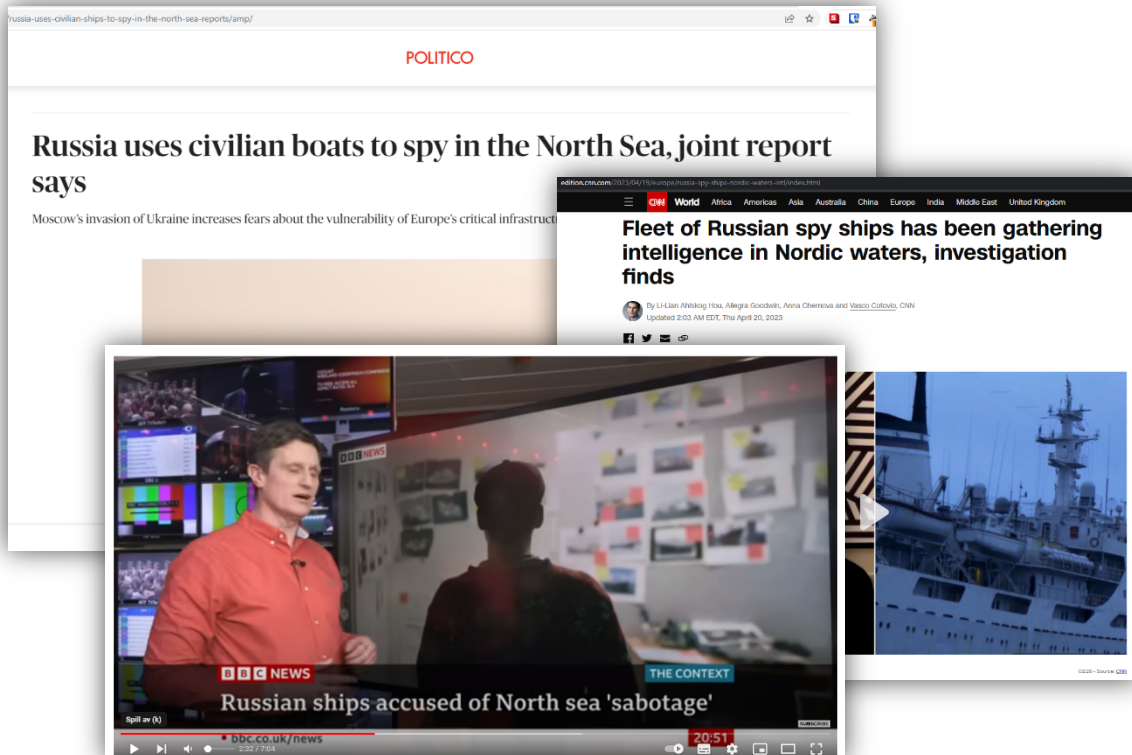 russia-uses-civilian-ships-to-spy-in-the-north-sea-reports/amp/
POLITICO
Russia uses civilian boats to spy in the North Sea, joint report
says
Moscow's invasion of Ukraine increases fears about the vulnerability of Europe's critical
edition.cnn.com/2023/04/19/europe/russia-spy-ships-nordic-waters-intl/index.html
CNN World Africa Americas Asia Australia China Europe India Middle East United Kingdom
Fleet of Russian spy ships has been gathering
intelligence in Nordic waters, investigation
finds
By Li-Lian Ahlskog Hou, Allegra Goodwin, Anna Chernova and Vasco Cotovio, CNN
Updated 2:03 AM EDT, Thu April 20, 2023
02:26 - Source: CNN
BBC NEWS
BBC NEWS
THE CONTEXT
Russian ships accused of North sea 'sabotage'
Spill av (k)
SUBSCRIBE
bbc.co.uk/news
20:51
2:32 / 7:04